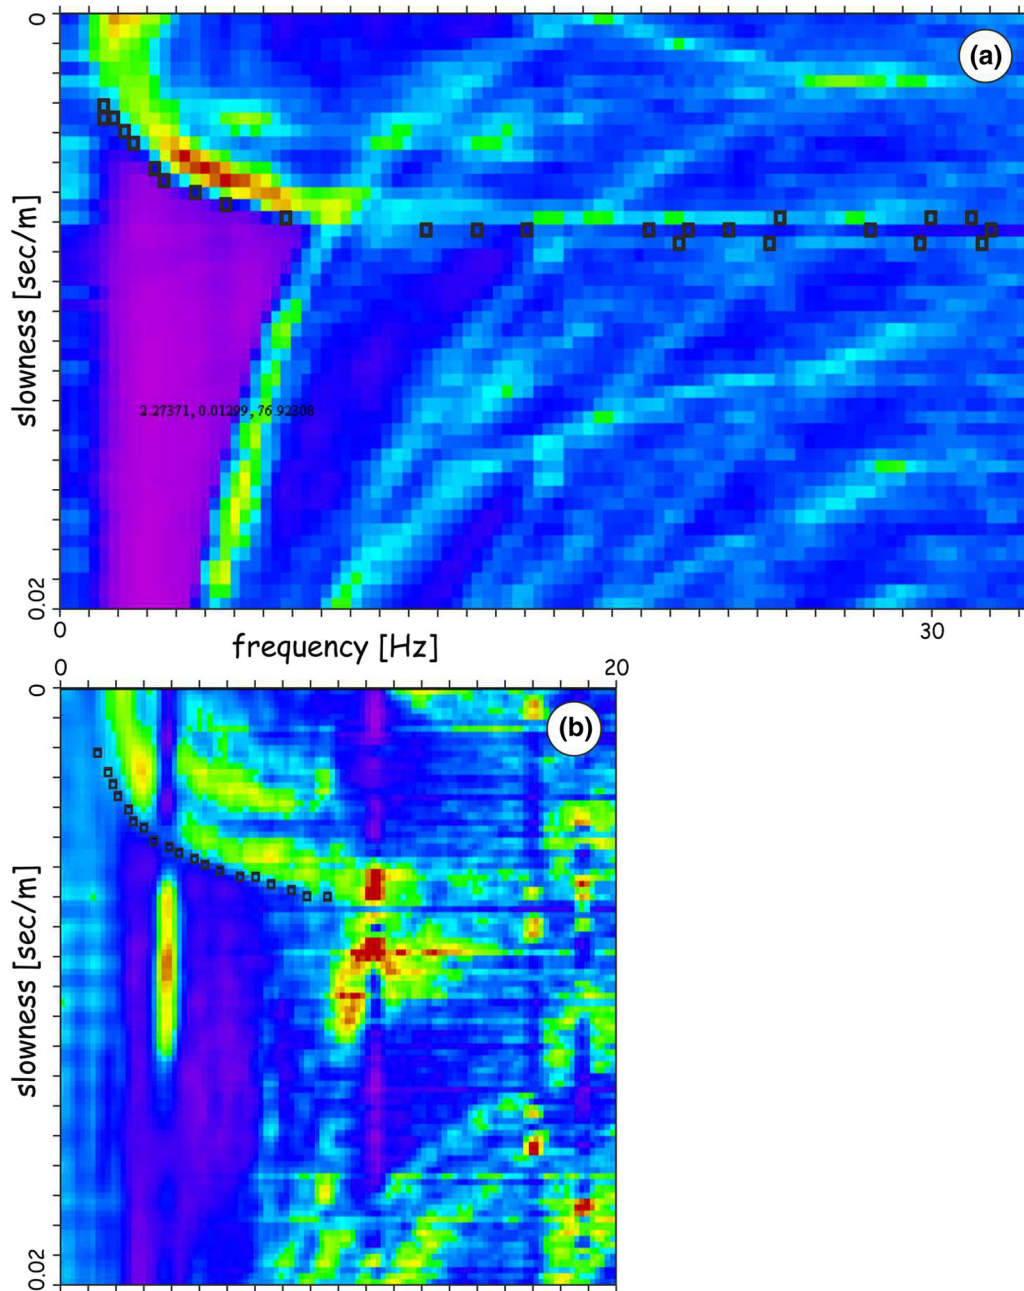 0
(a)
slowness [sec/m]
2.27371, 0.01299, 76.92308
0.02
0
30
frequency [Hz]
0
20
0
(b)
slowness [sec/m]
0.02